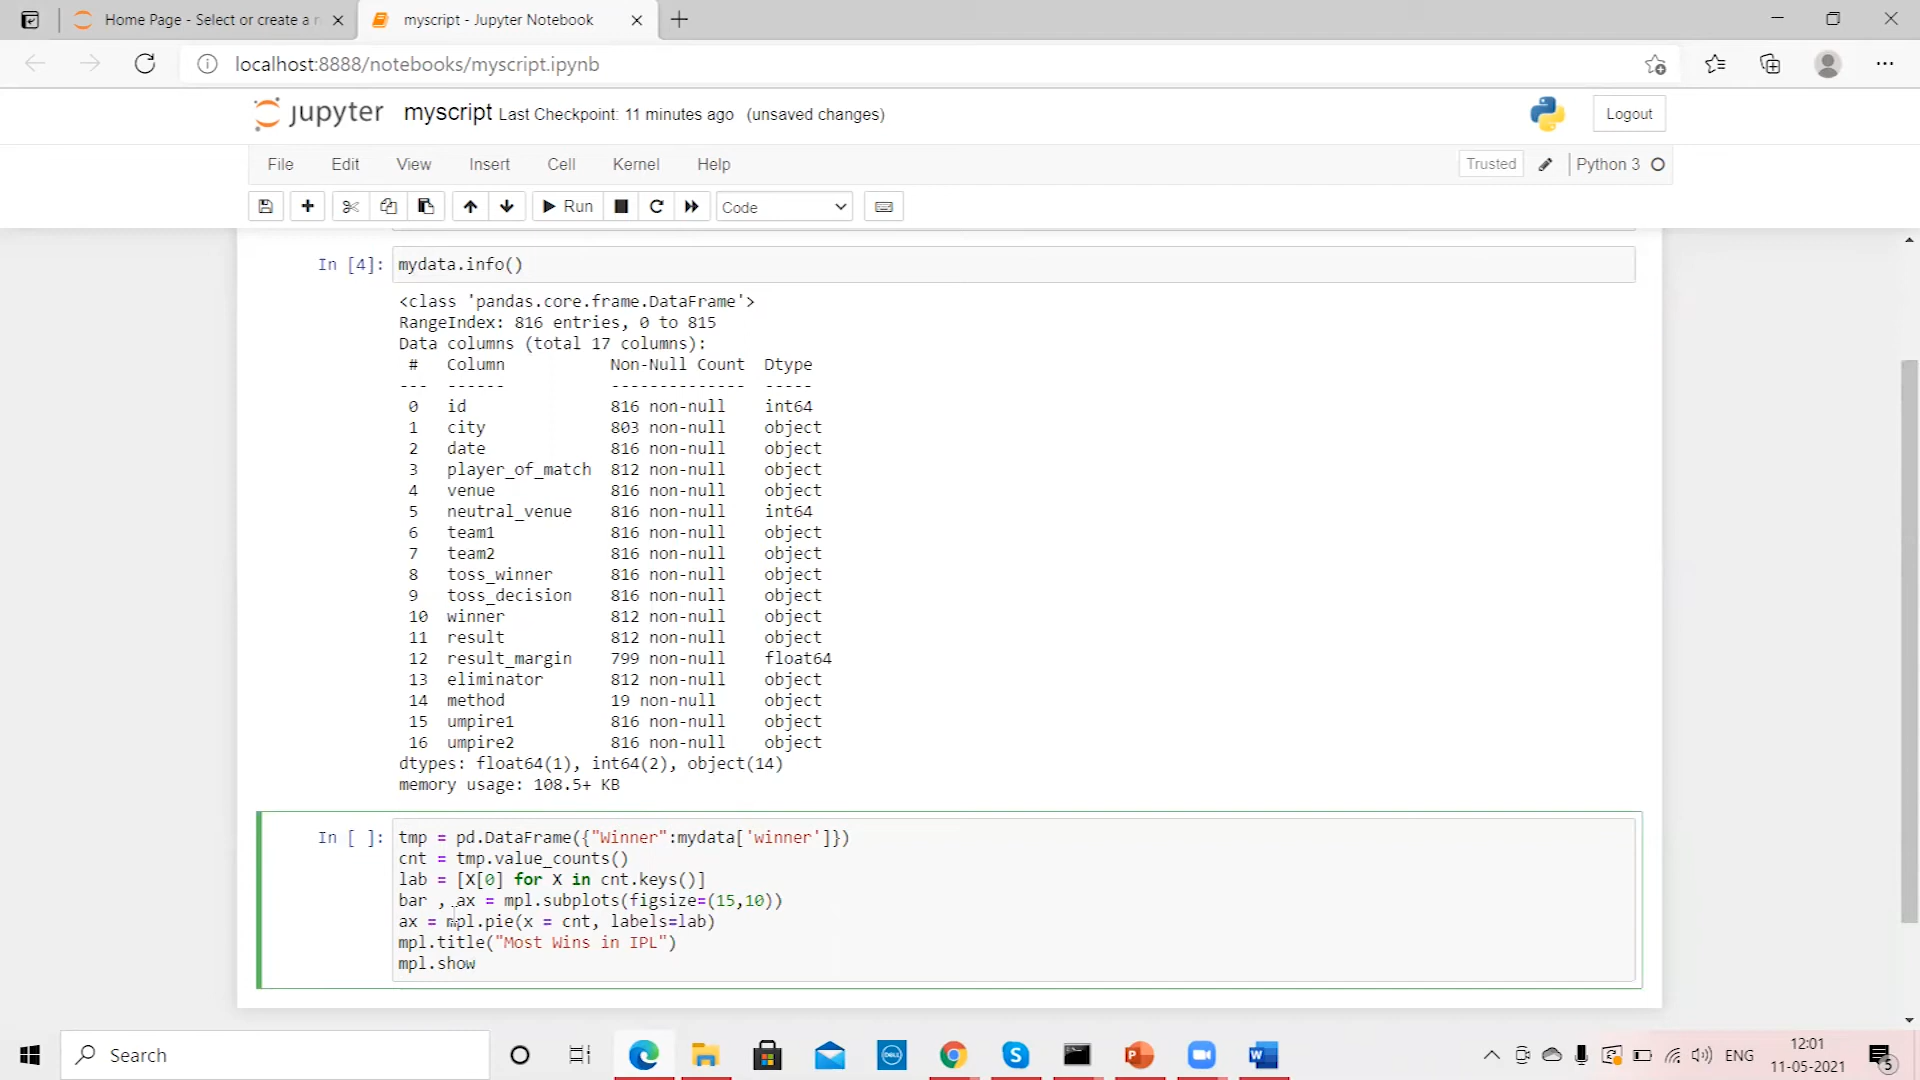 Home Page - Select or create a n
myscript - Jupyter Notebook
localhost:8888/notebooks/myscript.ipynb
jupyter myscript Last Checkpoint: 11 minutes ago (unsaved changes)
Logout
File Edit View Insert Cell Kernel Help
Trusted Python 3
Run Code
In [4]: mydata.info()
<class 'pandas.core.frame.DataFrame'>
RangeIndex: 816 entries, 0 to 815
Data columns (total 17 columns):
# Column Non-Null Count Dtype
--- ------ -------------- -----
0 id 816 non-null int64
1 city 803 non-null object
2 date 816 non-null object
3 player_of_match 812 non-null object
4 venue 816 non-null object
5 neutral_venue 816 non-null int64
6 team1 816 non-null object
7 team2 816 non-null object
8 toss_winner 816 non-null object
9 toss_decision 816 non-null object
10 winner 812 non-null object
11 result 812 non-null object
12 result_margin 799 non-null float64
13 eliminator 812 non-null object
14 method 19 non-null object
15 umpire1 816 non-null object
16 umpire2 816 non-null object
dtypes: float64(1), int64(2), object(14)
memory usage: 108.5+ KB
In [ ]: tmp = pd.DataFrame({"Winner":mydata['winner']})
cnt = tmp.value_counts()
lab = [X[0] for X in cnt.keys()]
bar , ax = mpl.subplots(figsize=(15,10))
ax = mpl.pie(x = cnt, labels=lab)
mpl.title("Most Wins in IPL")
mpl.show
Search
DELL
ENG
12:01
11-05-2021
5